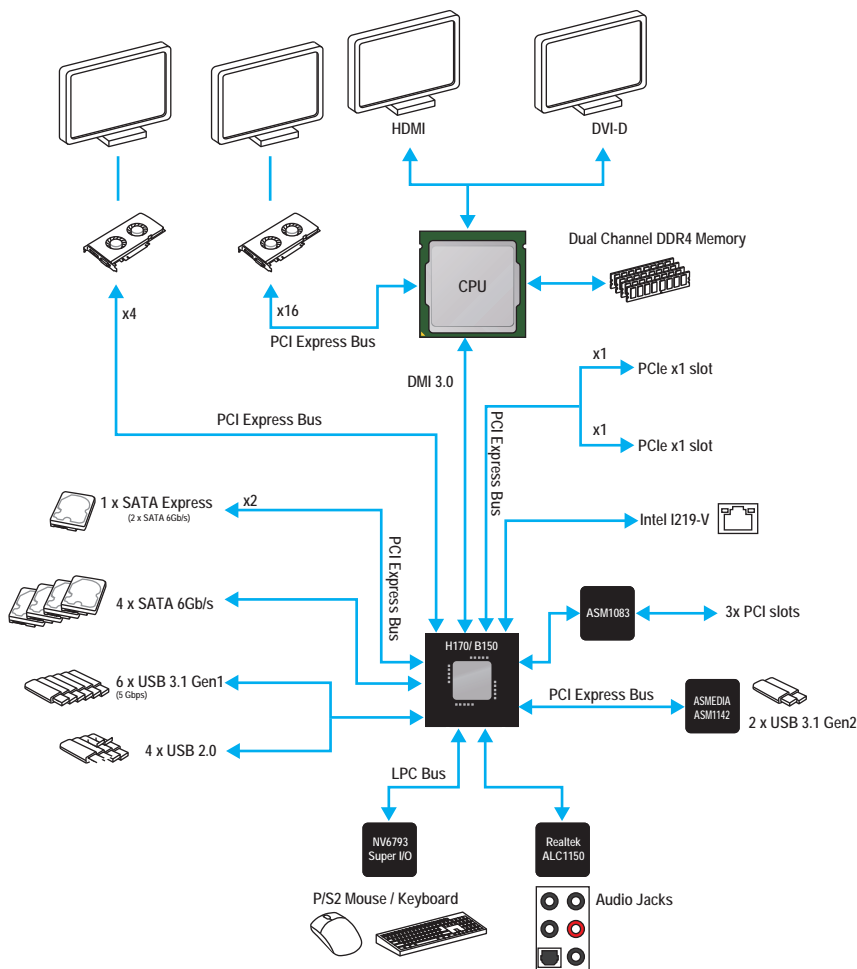 HDMI
DVI-D
Dual Channel DDR4 Memory
CPU
x4
x16
PCI Express Bus
DMI 3.0
x1
PCIe x1 slot
PCI Express Bus
PCI Express Bus
x1
PCIe x1 slot
1 x SATA Express
(2 x SATA 6Gb/s)
x2
Intel I219-V
PCI Express Bus
4 x SATA 6Gb/s
ASM1083
3x PCI slots
H170/ B150
6 x USB 3.1 Gen1
(5 Gbps)
PCI Express Bus
ASMEDIA
ASM1142
2 x USB 3.1 Gen2
4 x USB 2.0
LPC Bus
NV6793
Super I/O
Realtek
ALC1150
P/S2 Mouse / Keyboard
Audio Jacks